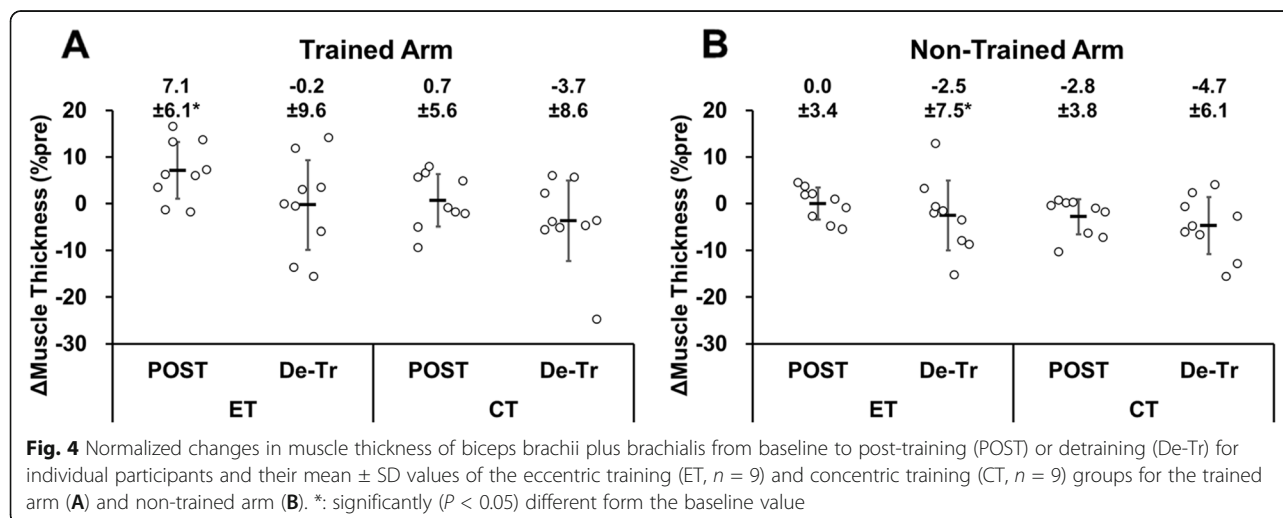 A Trained Arm
7.1 -0.2 0.7 -3.7
±6.1* ±9.6 ±5.6 ±8.6
ΔMuscle Thickness (%pre)
20
10
0
-10
-20
-30
POST De-Tr POST De-Tr
ET CT
B Non-Trained Arm
0.0 -2.5 -2.8 -4.7
±3.4 ±7.5* ±3.8 ±6.1
ΔMuscle Thickness (%pre)
20
10
0
-10
-20
-30
POST De-Tr POST De-Tr
ET CT
Fig. 4 Normalized changes in muscle thickness of biceps brachii plus brachialis from baseline to post-training (POST) or detraining (De-Tr) for
individual participants and their mean ± SD values of the eccentric training (ET, n = 9) and concentric training (CT, n = 9) groups for the trained
arm (A) and non-trained arm (B). *: significantly (P < 0.05) different form the baseline value